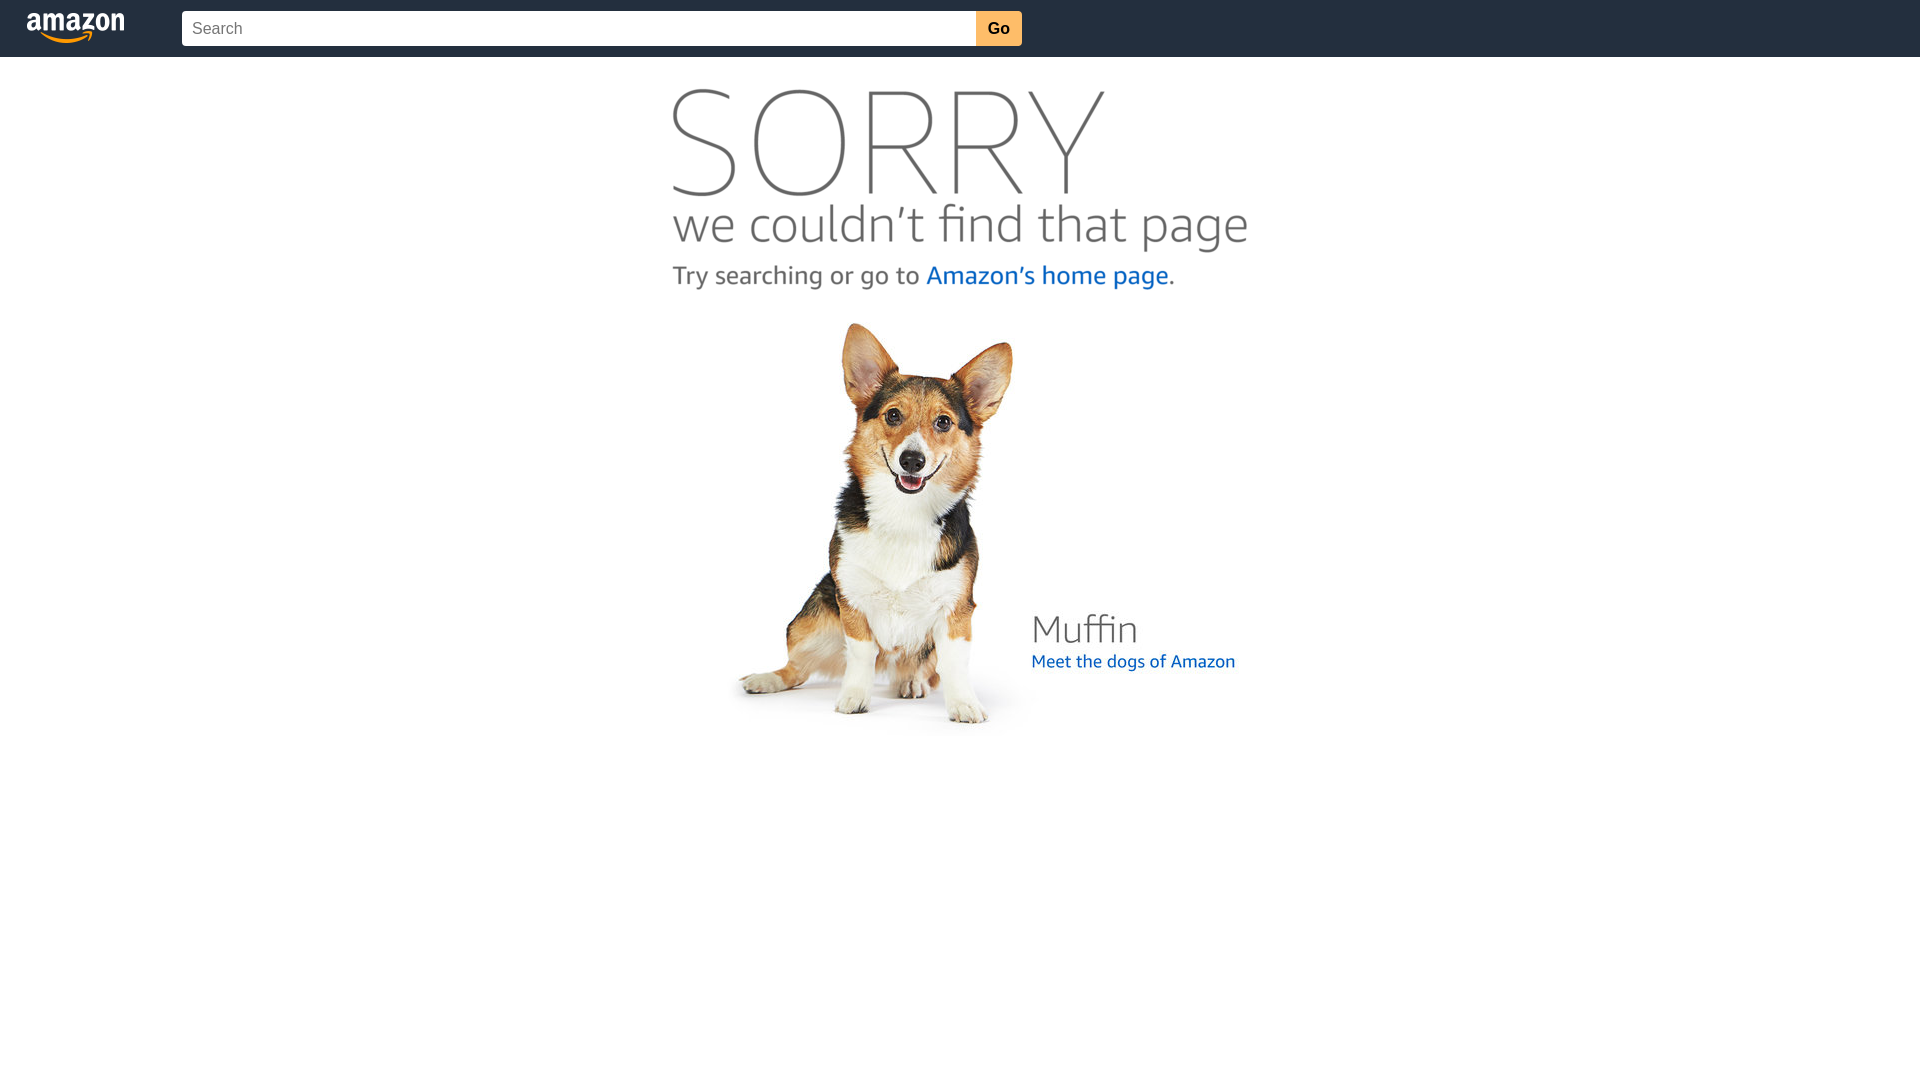 amazon
Search
Go
SORRY
we couldn't find that page
Try searching or go to Amazon's home page.
Muffin
Meet the dogs of Amazon